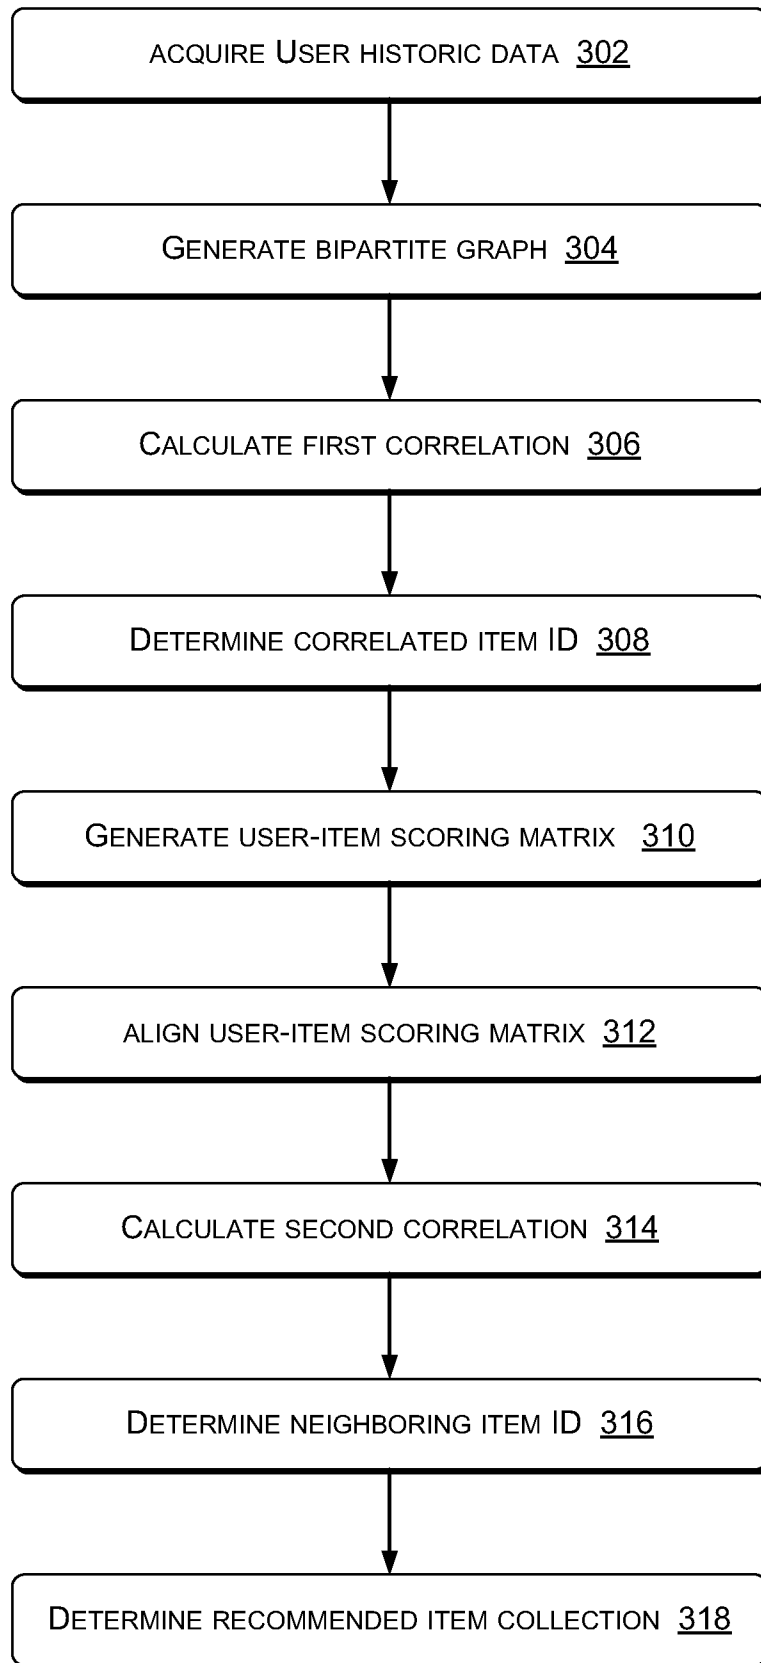 ACQUIRE USER HISTORIC DATA 302
GENERATE BIPARTITE GRAPH 304
CALCULATE FIRST CORRELATION 306
DETERMINE CORRELATED ITEM ID 308
GENERATE USER-ITEM SCORING MATRIX 310
ALIGN USER-ITEM SCORING MATRIX 312
CALCULATE SECOND CORRELATION 314
DETERMINE NEIGHBORING ITEM ID 316
DETERMINE RECOMMENDED ITEM COLLECTION 318